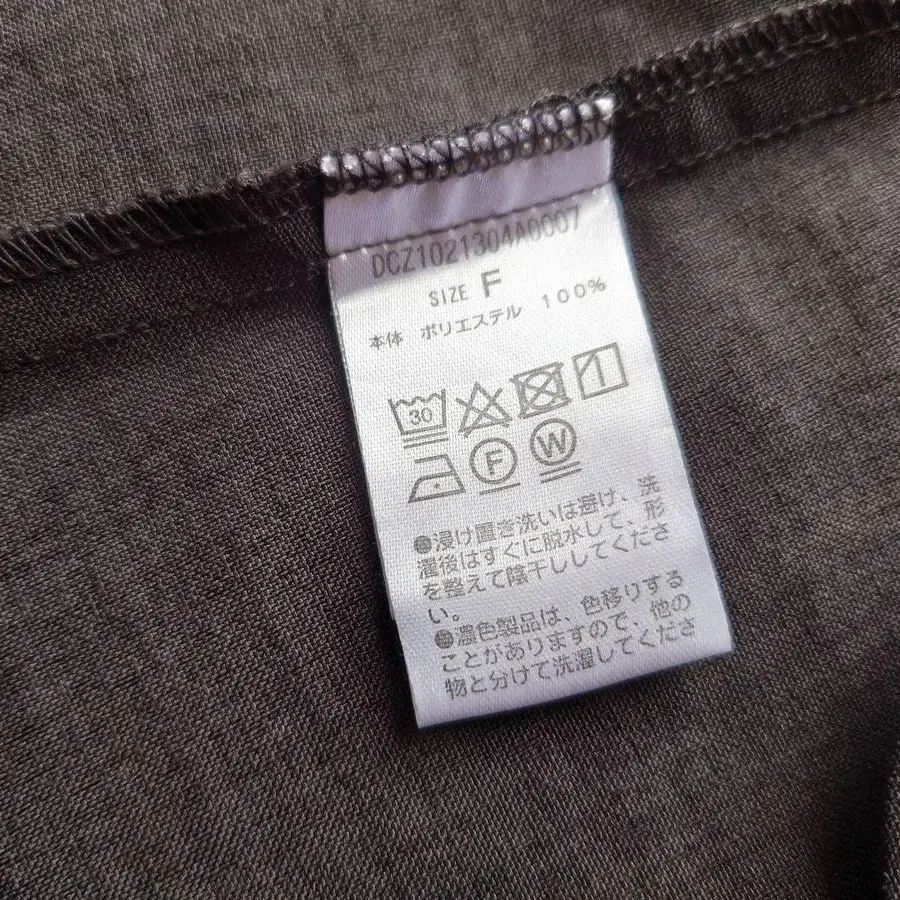 DCZ1021304A0007
SIZE F
本体 ポリエステル 100%
30
F W
●浸け置き洗いは避け、洗
濯後はすぐに脱水して、形
を整えて陰干ししてくださ
い。
●濃色製品は、色移りする
ことがありますので、他の
物と分けて洗濯してくださ